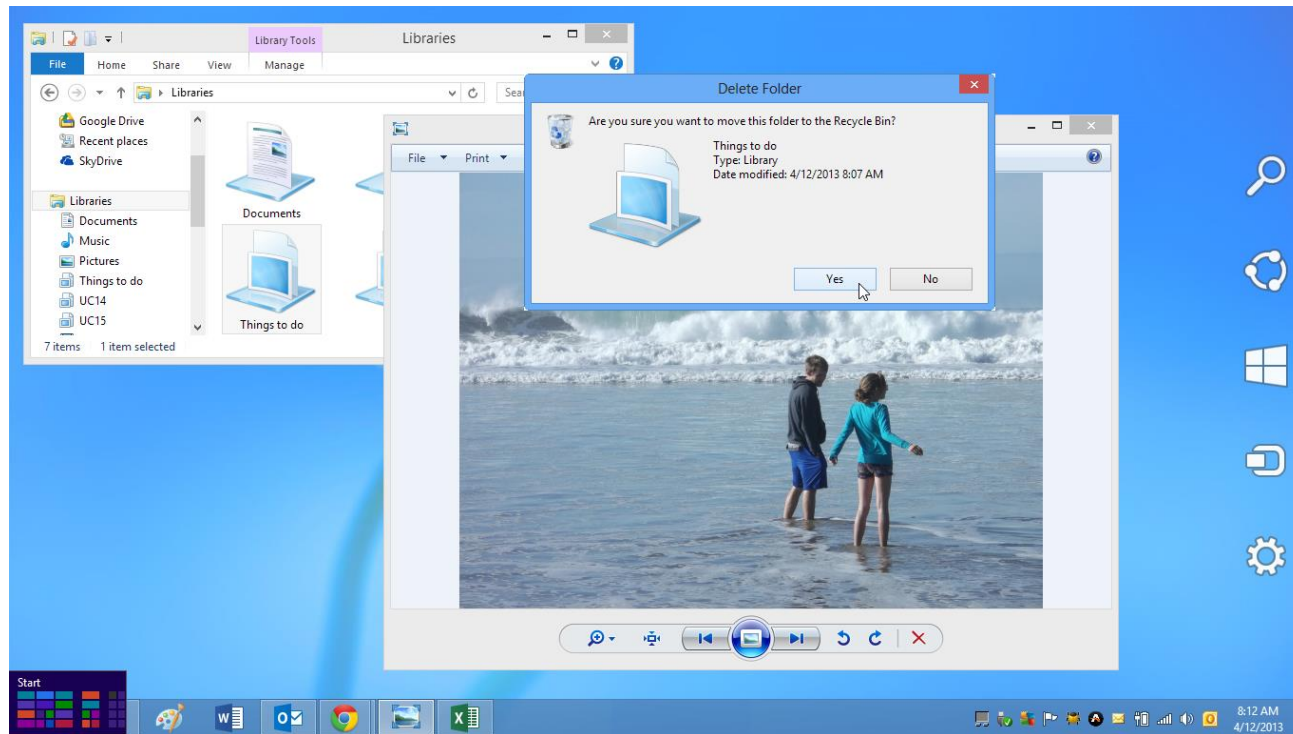 Library Tools
Libraries
File Home Share View Manage
Libraries
Sea
Google Drive
Recent places
SkyDrive
Libraries
Documents
Music
Pictures
Things to do
UC14
UC15
Documents
Things to do
7 items 1 item selected
File Print
Delete Folder
Are you sure you want to move this folder to the Recycle Bin?
Things to do
Type: Library
Date modified: 4/12/2013 8:07 AM
Yes No
Start
8:12 AM
4/12/2013